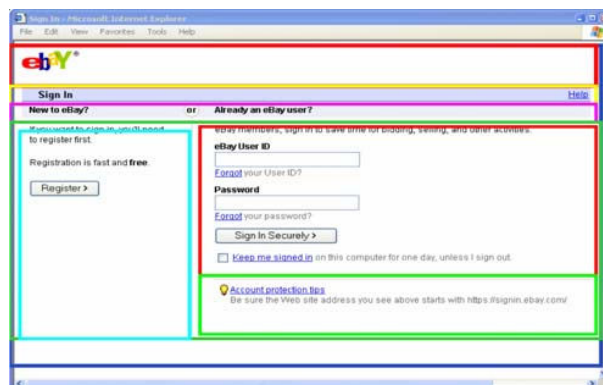 Sign In - Microsoft Internet Explorer
File Edit View Favorites Tools Help
ebY*
Sign In Help
New to eBay? or Already an eBay user?
If you want to sign in, you'll need
to register first.
Registration is fast and free.
Register >
eBay members, sign in to save time for bidding, selling, and other activities.
eBay User ID
Forgot your User ID?
Password
Forgot your password?
Sign In Securely >
Keep me signed in on this computer for one day, unless I sign out.
Account protection tips
Be sure the Web site address you see above starts with https://signin.ebay.com/